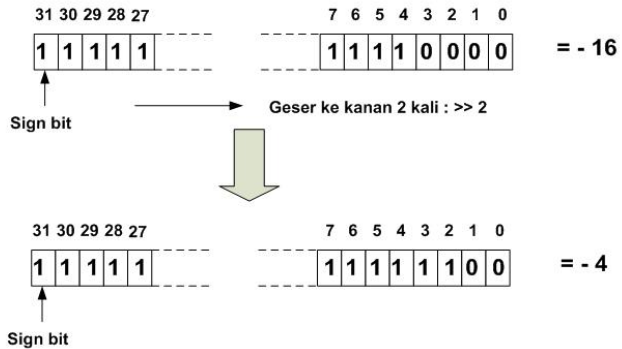 31 30 29 28 27 7 6 5 4 3 2 1 0
1 1 1 1 1 1 1 1 1 0 0 0 0 = - 16
Geser ke kanan 2 kali : >> 2
Sign bit
31 30 29 28 27 7 6 5 4 3 2 1 0
1 1 1 1 1 1 1 1 1 1 1 0 0 = - 4
Sign bit